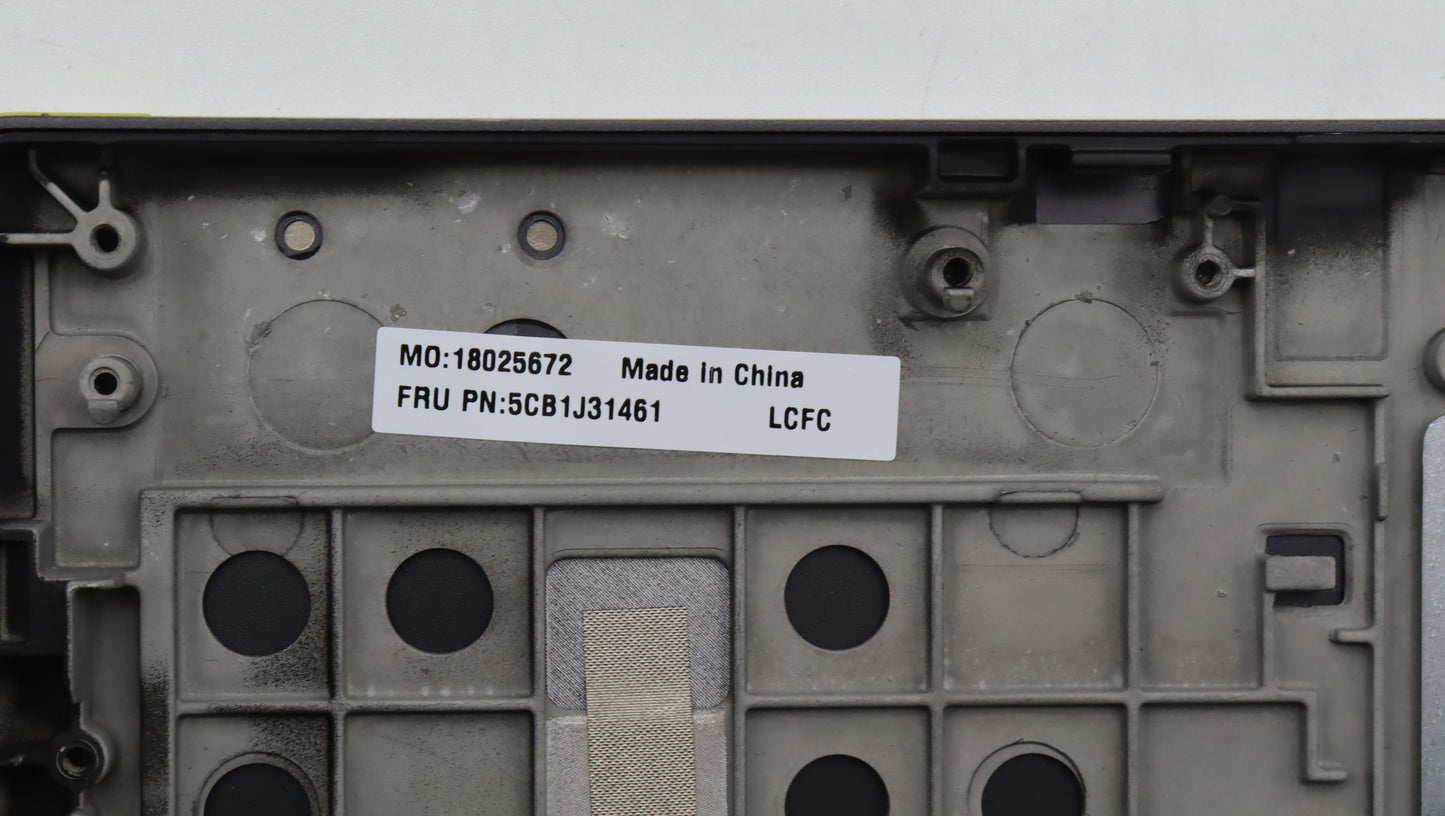 MO:18025672 Made in China
FRU PN:5CB1J31461 LCFC